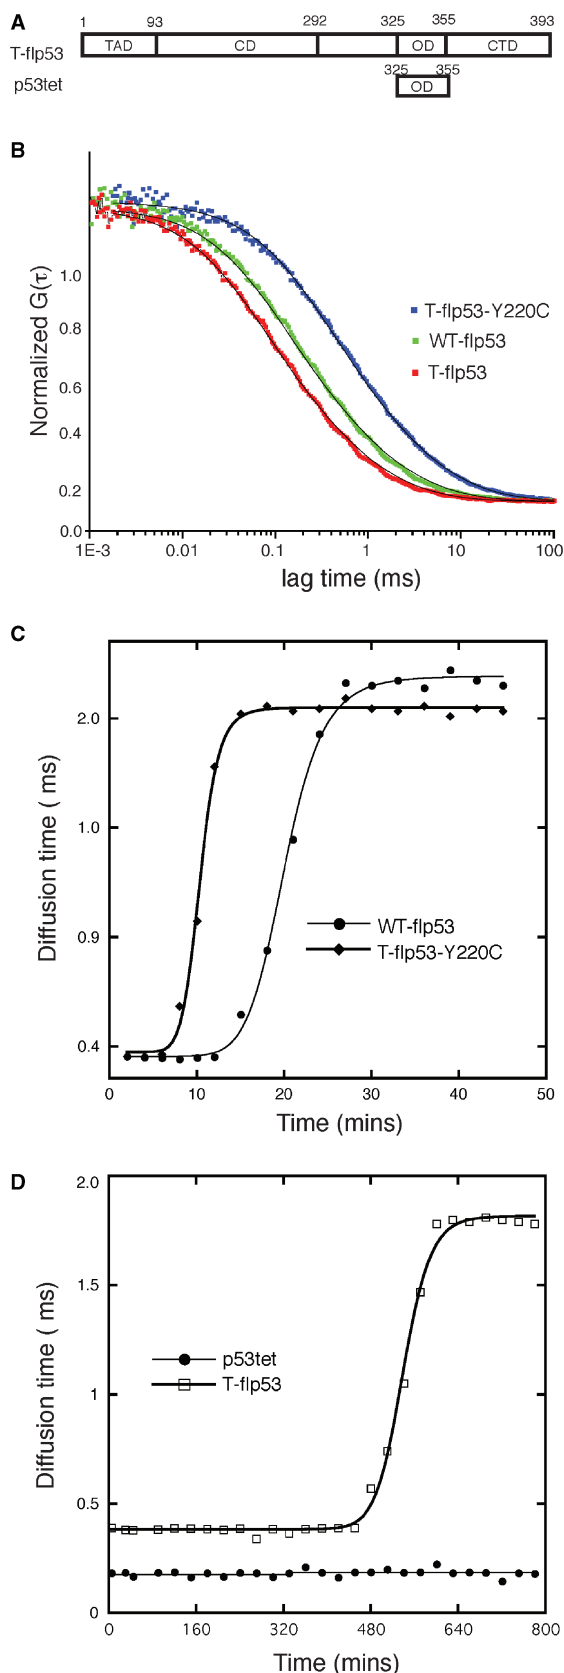 A
1 93 292 325 355 393
T-flp53 TAD CD OD CTD
325 355
p53tet OD
B
Normalized G(τ)
1.0
0.8
0.6
0.4
0.2
0.0
T-flp53-Y220C
WT-flp53
T-flp53
1E-3 0.01 0.1 1 10 100
lag time (ms)
C
Diffusion time ( ms)
2.0
1.0
0.9
0.4
WT-flp53
T-flp53-Y220C
0 10 20 30 40 50
Time (mins)
D
Diffusion time ( ms)
2.0
1.5
1
0.5
0
p53tet
T-flp53
0 160 320 480 640 800
Time (mins)